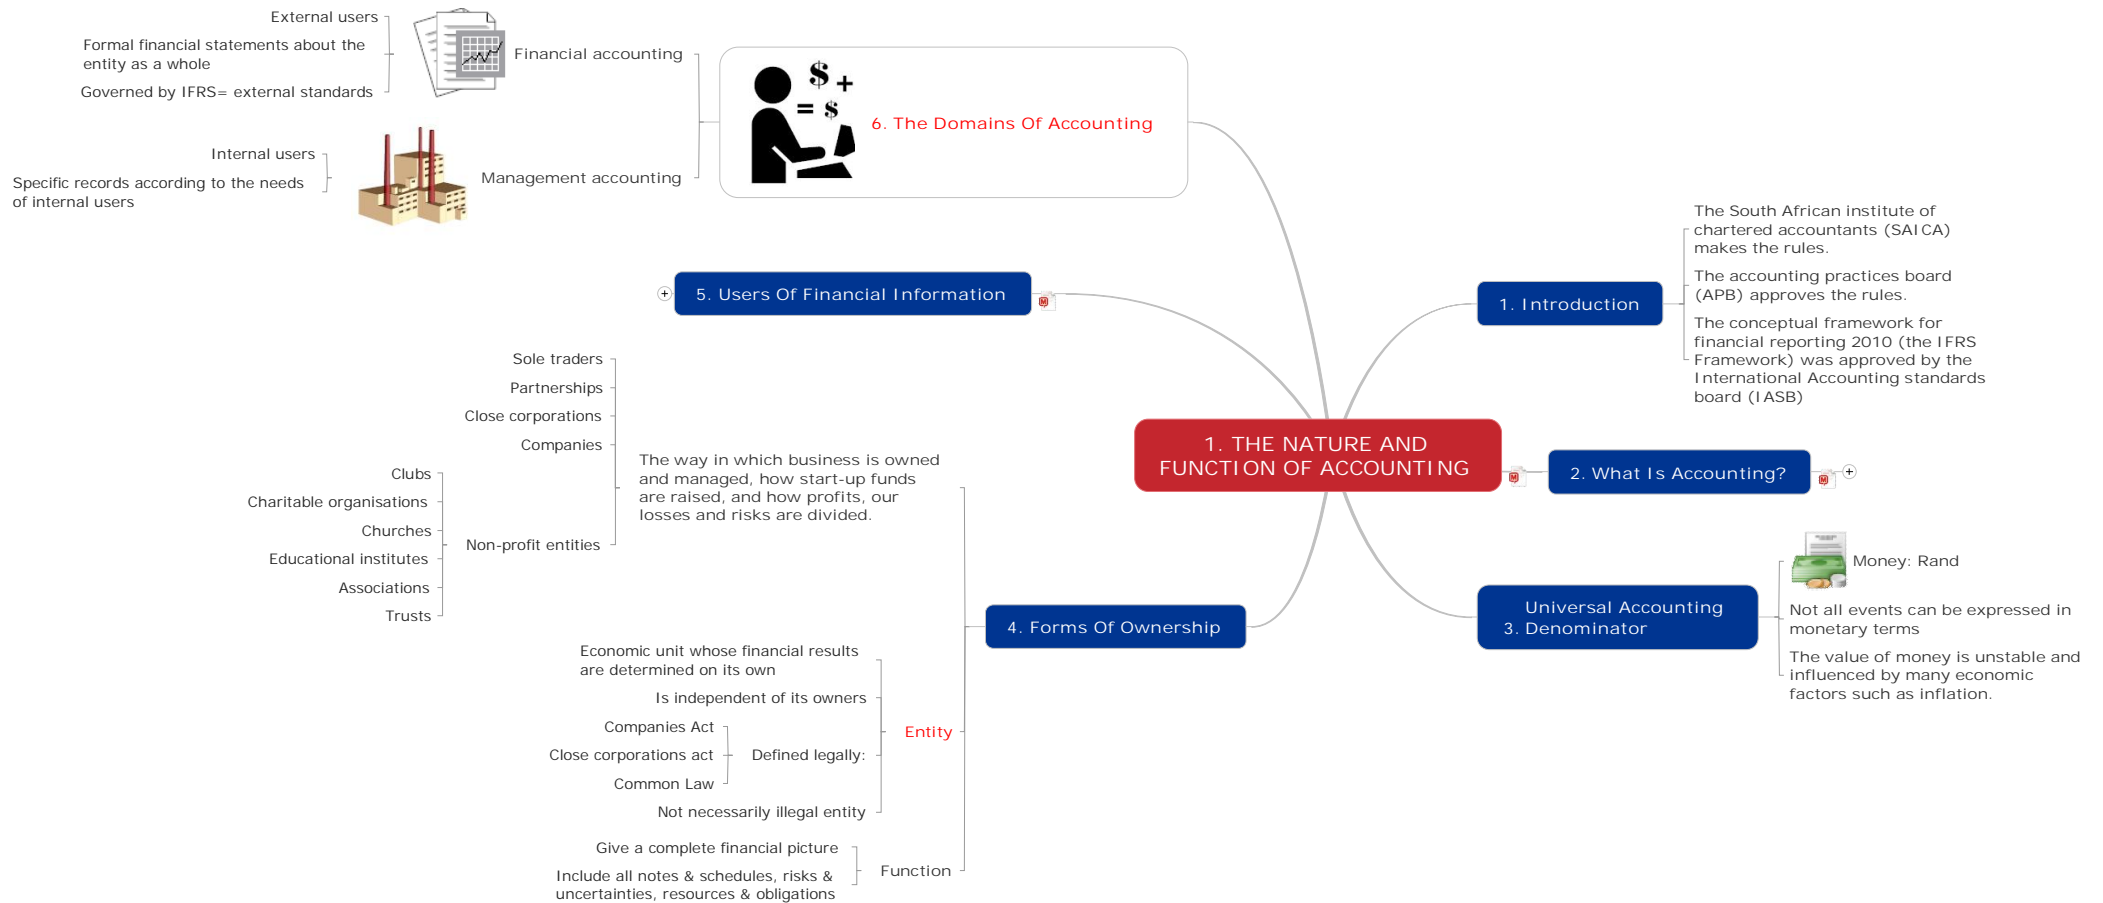 1. THE NATURE AND
FUNCTION OF ACCOUNTING
1. Introduction
The South African institute of
chartered accountants (SAICA)
makes the rules.
The accounting practices board
(APB) approves the rules.
The conceptual framework for
financial reporting 2010 (the IFRS
Framework) was approved by the
International Accounting standards
board (IASB)
2. What Is Accounting?
3. Universal Accounting
Denominator
Money: Rand
Not all events can be expressed in
monetary terms
The value of money is unstable and
influenced by many economic
factors such as inflation.
4. Forms Of Ownership
The way in which business is owned
and managed, how start-up funds
are raised, and how profits, our
losses and risks are divided.
Sole traders
Partnerships
Close corporations
Companies
Non-profit entities
Clubs
Charitable organisations
Churches
Educational institutes
Associations
Trusts
Entity
Economic unit whose financial results
are determined on its own
Is independent of its owners
Defined legally:
Companies Act
Close corporations act
Common Law
Not necessarily illegal entity
Function
Give a complete financial picture
Include all notes & schedules, risks &
uncertainties, resources & obligations
5. Users Of Financial Information
6. The Domains Of Accounting
$ +
= $
Financial accounting
External users
Formal financial statements about the
entity as a whole
Governed by IFRS= external standards
Management accounting
Internal users
Specific records according to the needs
of internal users